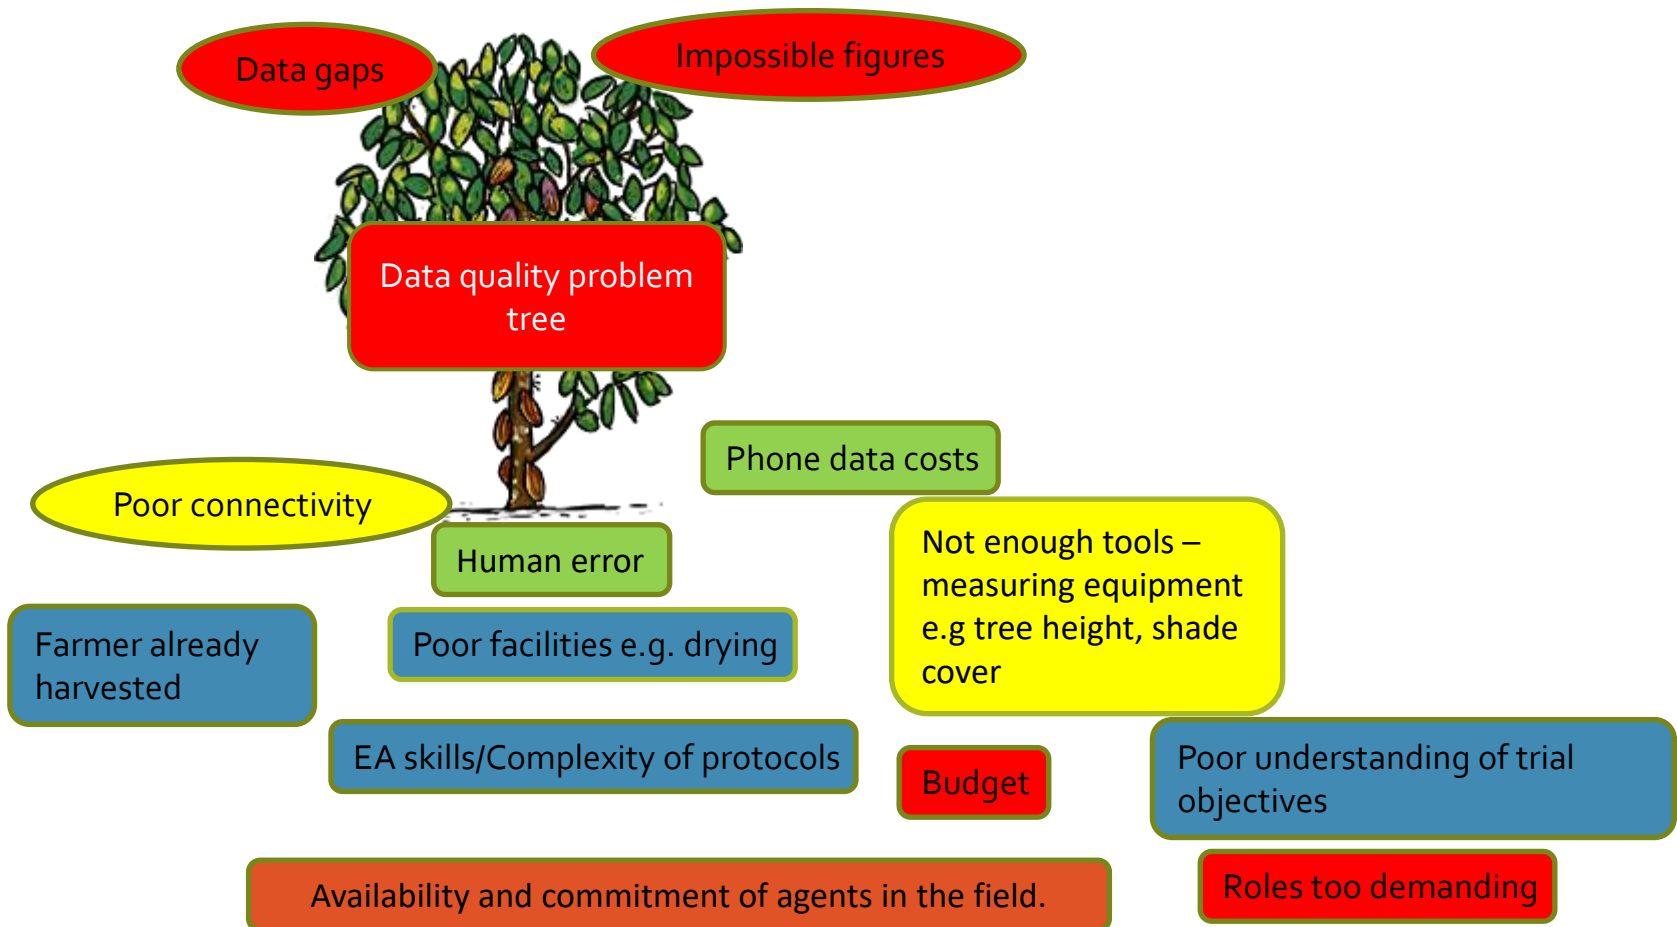 Data gaps
Impossible figures
Data quality problem
tree
Phone data costs
Poor connectivity
Human error
Not enough tools –
measuring equipment
e.g tree height, shade
cover
Farmer already
harvested
Poor facilities e.g. drying
EA skills/Complexity of protocols
Budget
Poor understanding of trial
objectives
Availability and commitment of agents in the field.
Roles too demanding